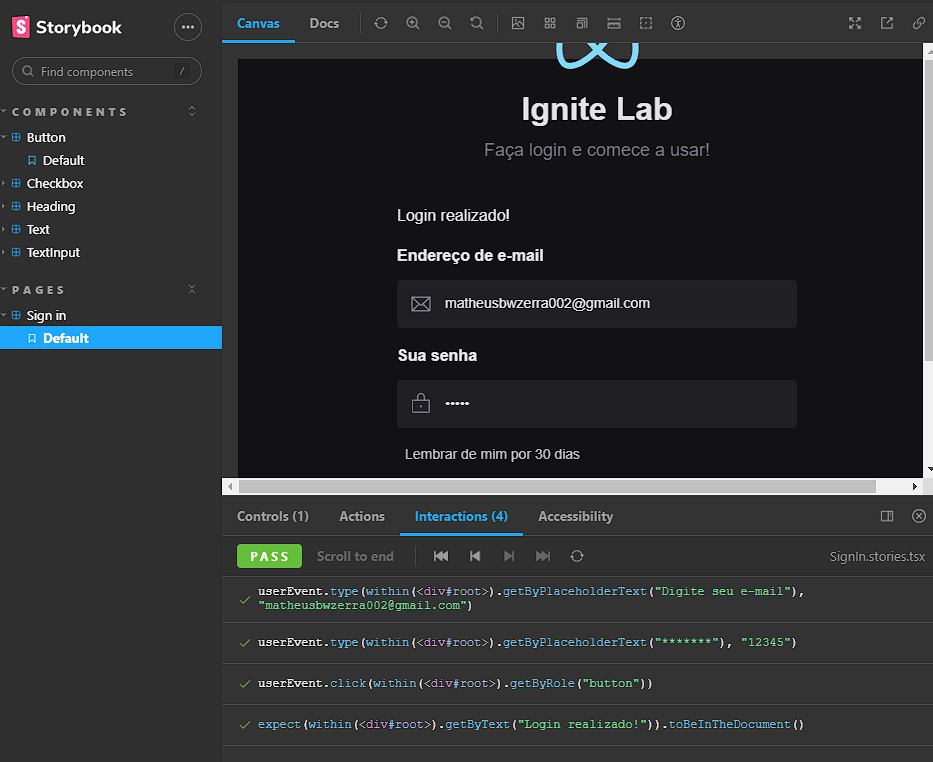 Storybook
Find components
/
COMPONENTS
Button
Default
Checkbox
Heading
Text
TextInput
PAGES
Sign in
Default
Canvas
Docs
Ignite Lab
Faça login e comece a usar!
Login realizado!
Endereço de e-mail
matheusbwzerra002@gmail.com
Sua senha
•••••
Lembrar de mim por 30 dias
Controls (1)
Actions
Interactions (4)
Accessibility
PASS
Scroll to end
SignIn.stories.tsx
userEvent.type(within(<div#root>).getByPlaceholderText("Digite seu e-mail"),
"matheusbwzerra002@gmail.com")
userEvent.type(within(<div#root>).getByPlaceholderText("*******"), "12345")
userEvent.click(within(<div#root>).getByRole("button"))
expect(within(<div#root>).getByText("Login realizado!")).toBeInTheDocument()